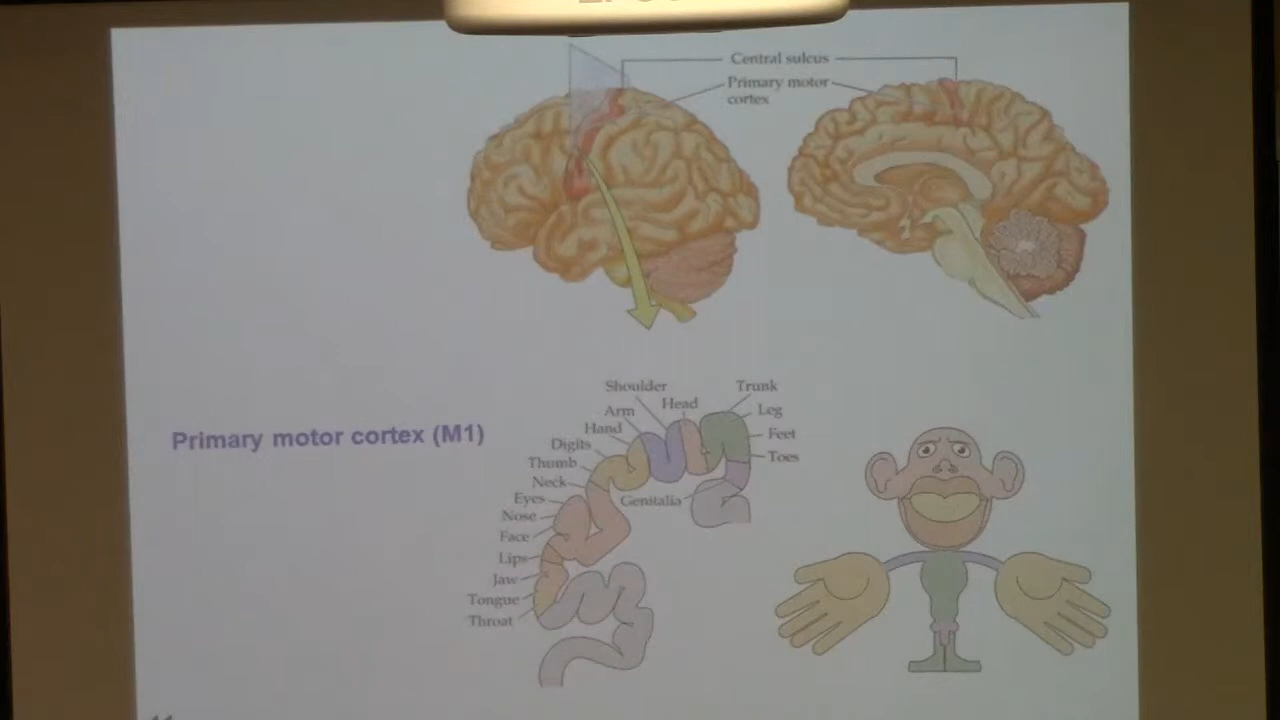 Central sulcus
Primary motor
cortex
Primary motor cortex (M1)
Shoulder
Trunk
Arm
Head
Leg
Hand
Feet
Digits
Toes
Thumb
Neck
Eyes
Genitalia
Nose
Face
Lips
Jaw
Tongue
Throat